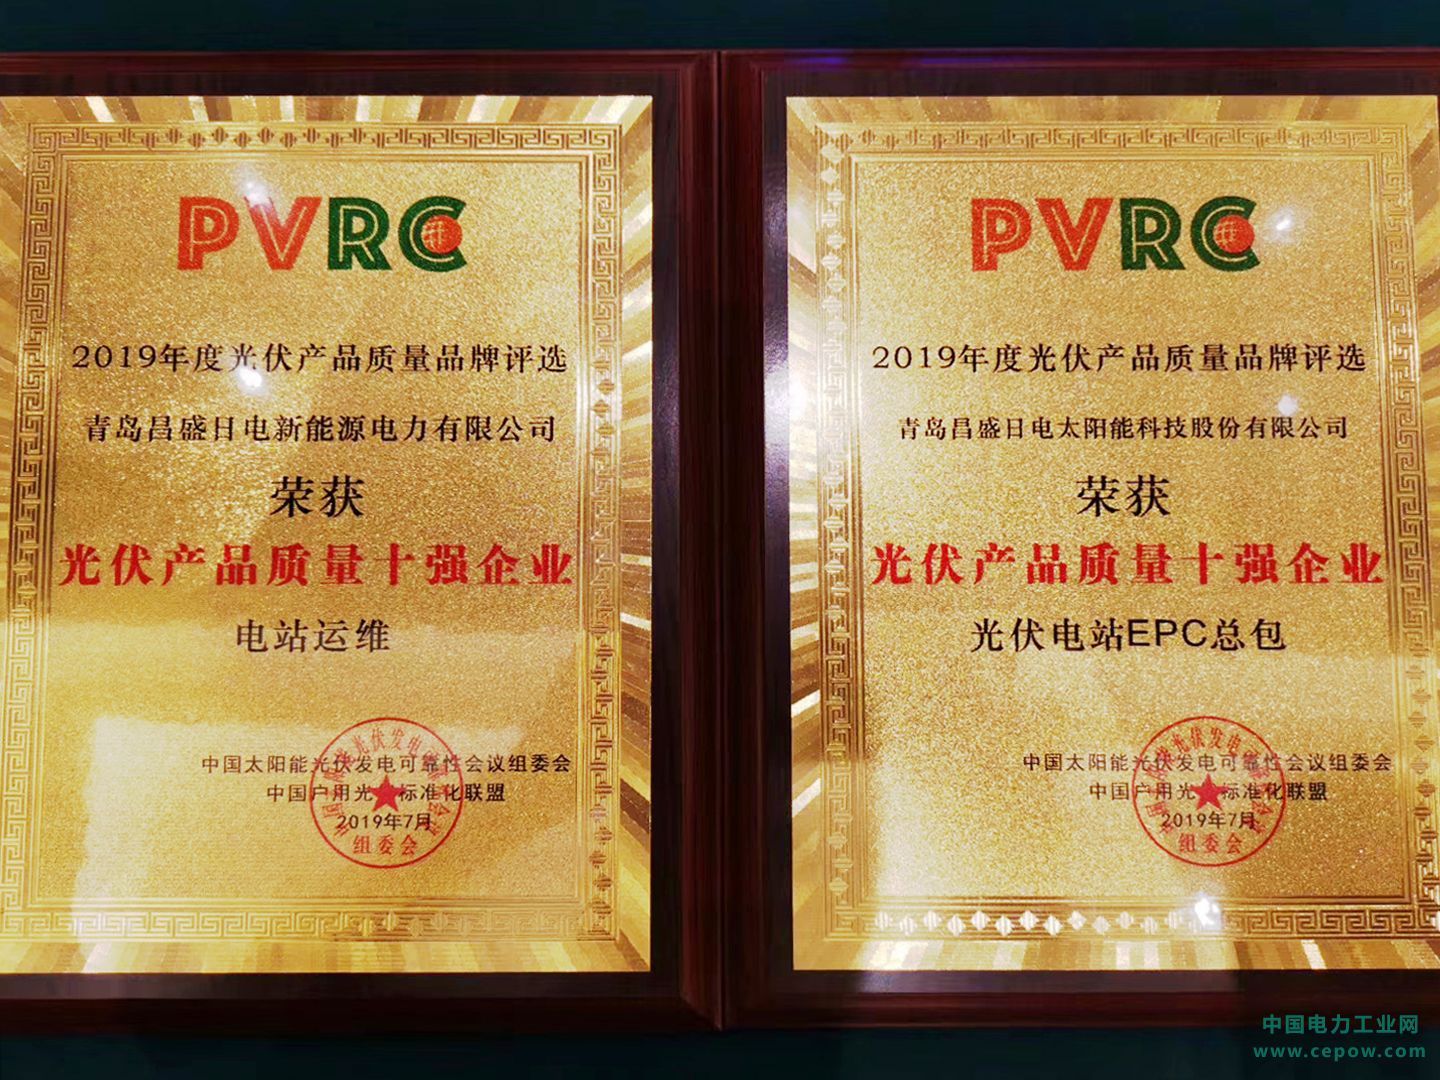 PVRC
2019年度光伏产品质量品牌评选
青岛昌盛日电新能源电力有限公司
荣获
光伏产品质量十强企业
电站运维
中国太阳能光伏发电可靠性会议组委会
中国户用光 标准化联盟
2019年7月
组委会
PVRC
2019年度光伏产品质量品牌评选
青岛昌盛日电太阳能科技股份有限公司
荣获
光伏产品质量十强企业
光伏电站EPC总包
中国太阳能光伏发电可靠性会议组委会
中国户用光 标准化联盟
2019年7月
组委会
中国电力工业网
www.cepow.com